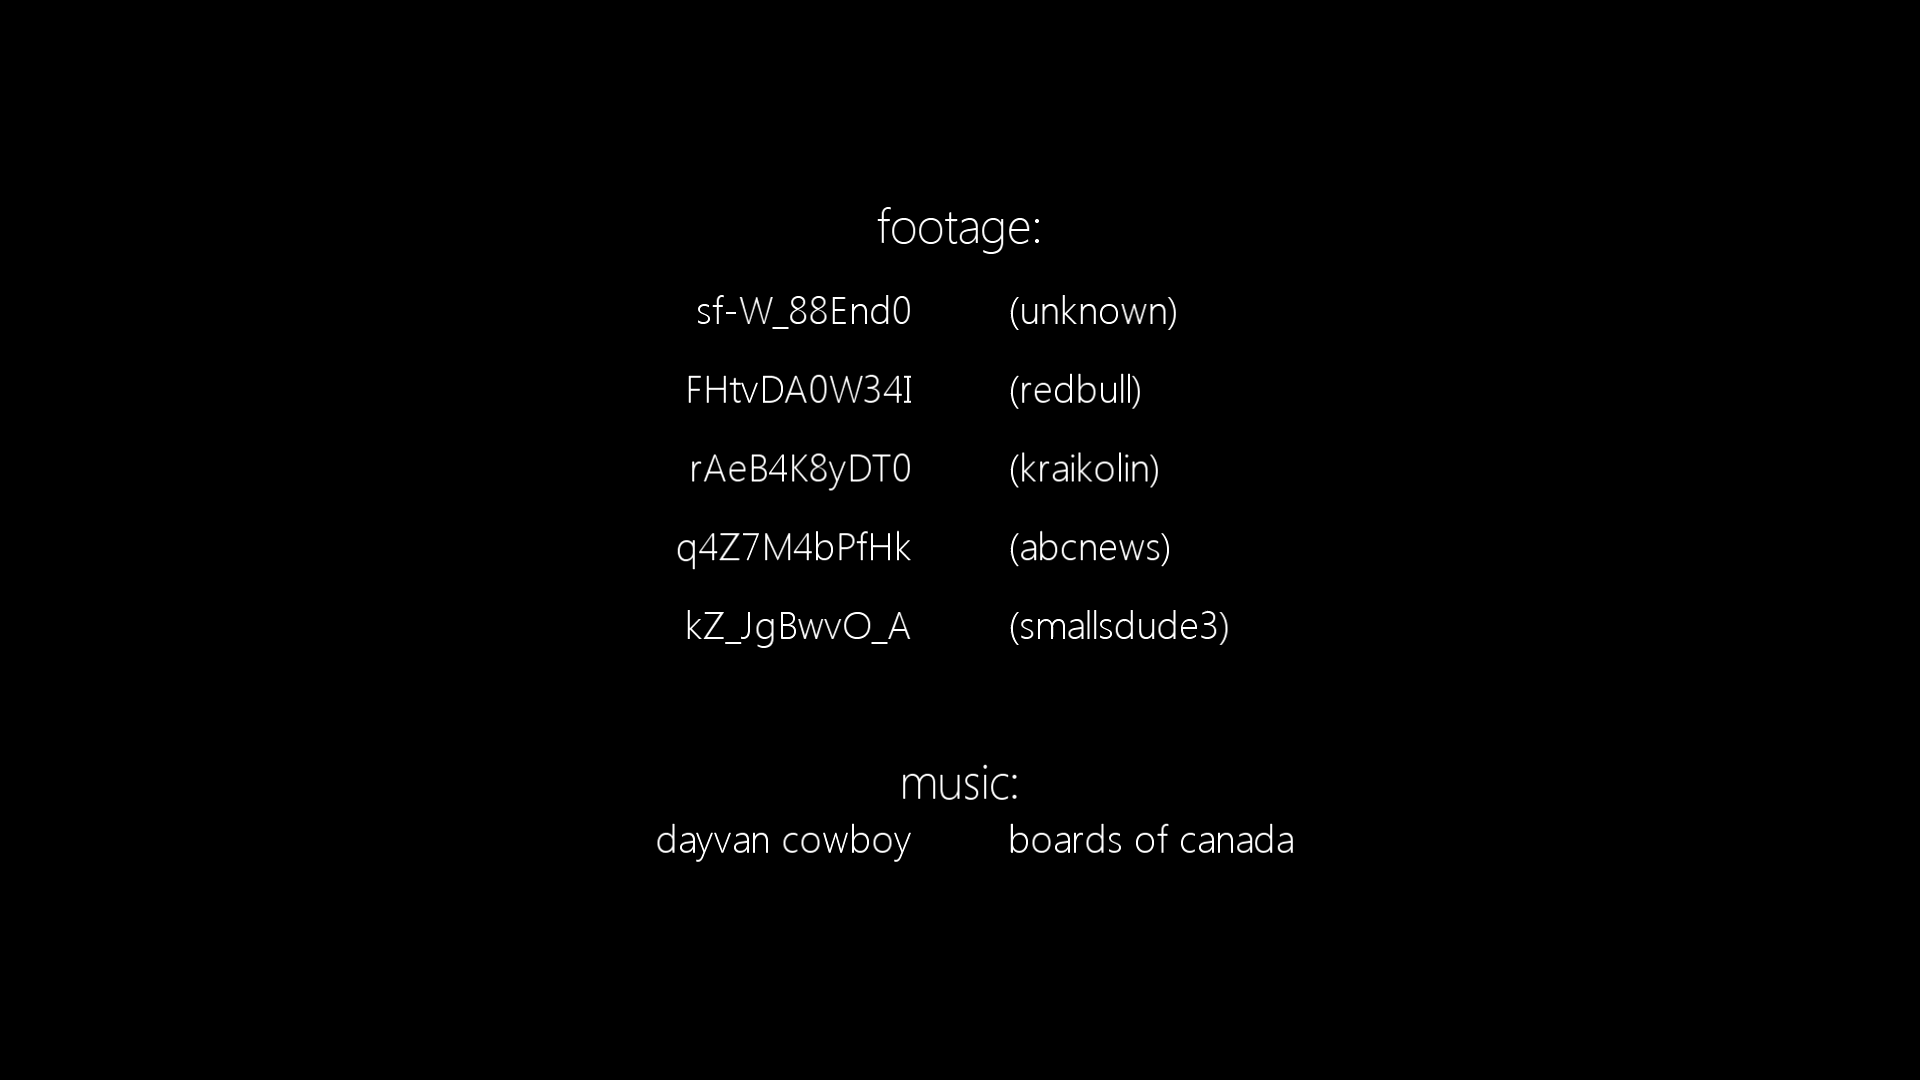 footage:
sf-W_88End0 (unknown)
FHtvDA0W34I (redbull)
rAeB4K8yDT0 (kraikolin)
q4Z7M4bPfHk (abcnews)
kZ_JgBwvO_A (smallsdude3)
music:
dayvan cowboy boards of canada